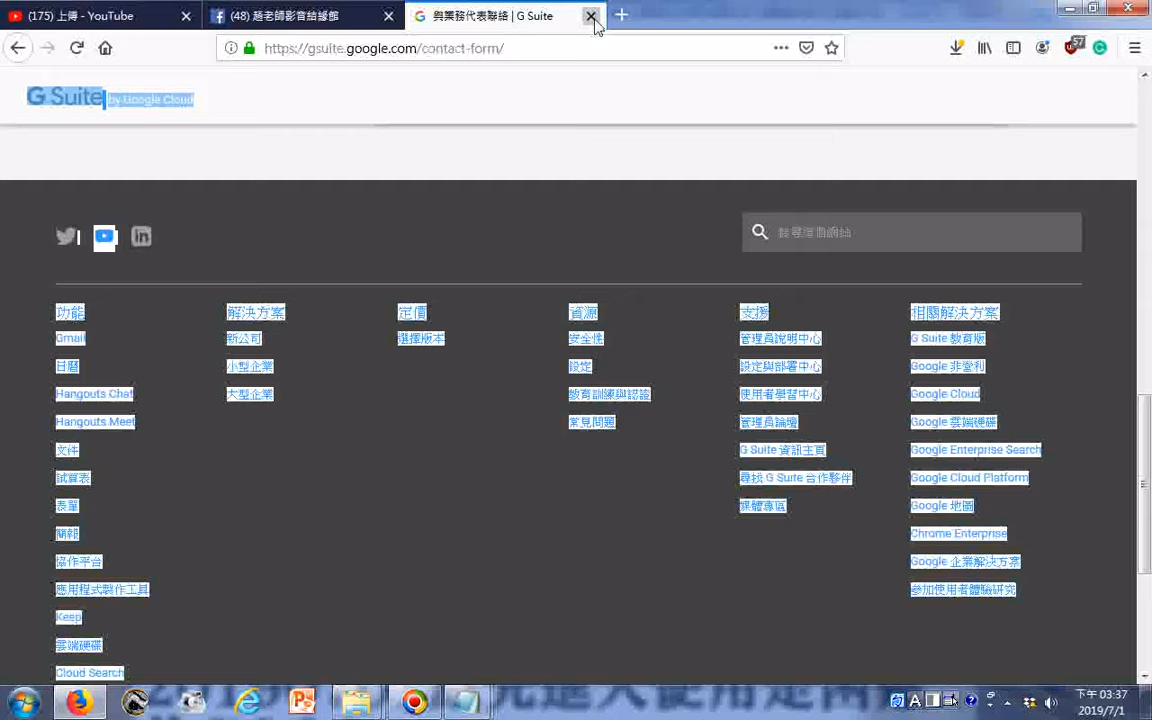 (175) 上傳 - YouTube
(48) 趙老師影音結緣館
與業務代表聯絡 | G Suite
https://gsuite.google.com/contact-form/
57
G Suite by Google Cloud
搜尋這個網站
功能
Gmail
日曆
Hangouts Chat
Hangouts Meet
文件
試算表
表單
簡報
協作平台
應用程式製作工具
Keep
雲端硬碟
Cloud Search
解決方案
新公司
小型企業
大型企業
定價
選擇版本
資源
安全性
設定
教育訓練與認證
常見問題
支援
管理員說明中心
設定與部署中心
使用者學習中心
管理員論壇
G Suite 資訊主頁
尋找 G Suite 合作夥伴
媒體專區
相關解決方案
G Suite 教育版
Google 非營利
Google Cloud
Google 雲端硬碟
Google Enterprise Search
Google Cloud Platform
Google 地圖
Chrome Enterprise
Google 企業解決方案
參加使用者體驗研究
下午 03:37
2019/7/1